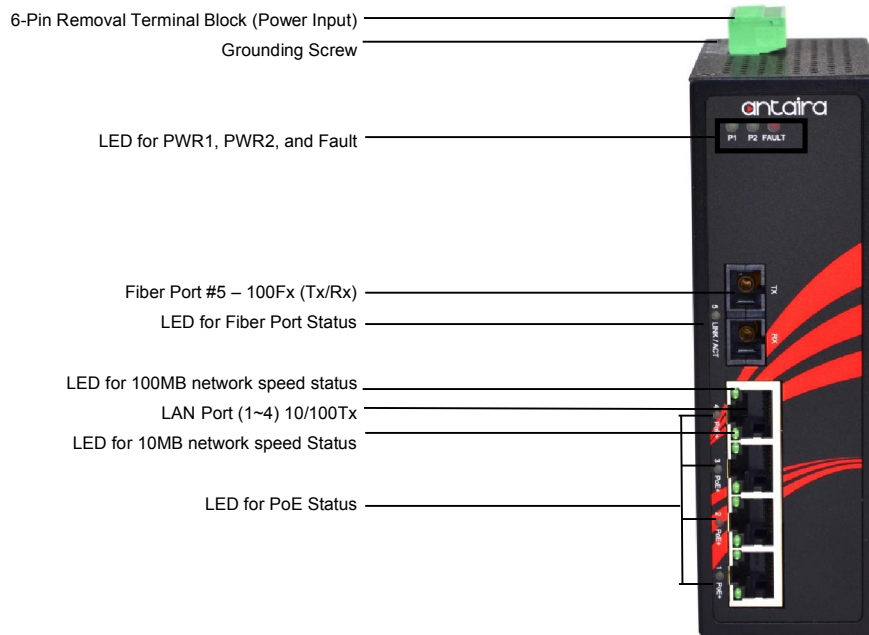 6-Pin Removal Terminal Block (Power Input)
Grounding Screw
antaira
P1 P2 FAULT
LED for PWR1, PWR2, and Fault
Fiber Port #5 – 100Fx (Tx/Rx)
TX
LED for Fiber Port Status
5 LINK / ACT
RX
LED for 100MB network speed status
LAN Port (1~4) 10/100Tx
LED for 10MB network speed Status
4 PoE+
3 PoE+
LED for PoE Status
2 PoE+
1 PoE+